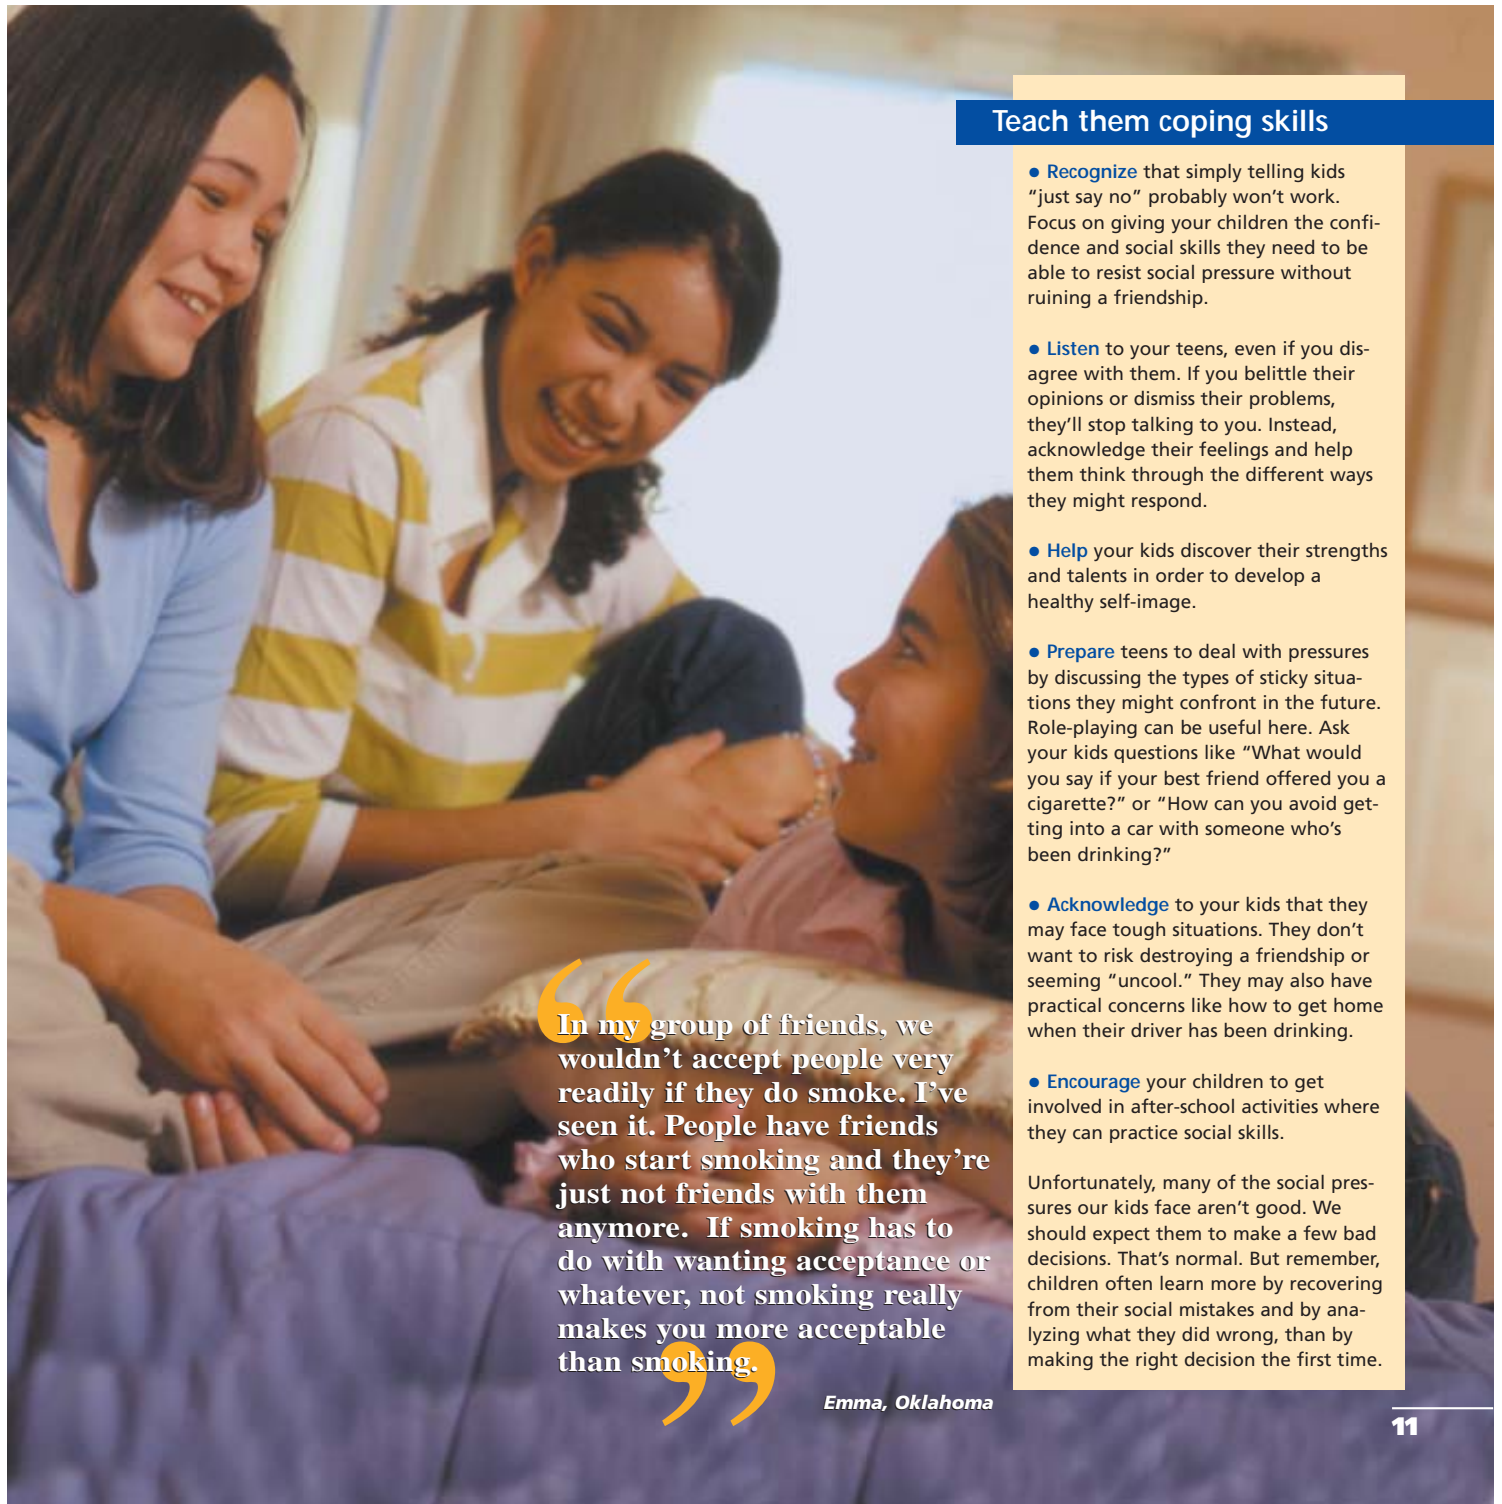 Teach them coping skills
● Recognize that simply telling kids
“just say no” probably won’t work.
Focus on giving your children the confi-
dence and social skills they need to be
able to resist social pressure without
ruining a friendship.
● Listen to your teens, even if you dis-
agree with them. If you belittle their
opinions or dismiss their problems,
they’ll stop talking to you. Instead,
acknowledge their feelings and help
them think through the different ways
they might respond.
● Help your kids discover their strengths
and talents in order to develop a
healthy self-image.
● Prepare teens to deal with pressures
by discussing the types of sticky situa-
tions they might confront in the future.
Role-playing can be useful here. Ask
your kids questions like “What would
you say if your best friend offered you a
cigarette?” or “How can you avoid get-
ting into a car with someone who’s
been drinking?”
● Acknowledge to your kids that they
may face tough situations. They don’t
want to risk destroying a friendship or
seeming “uncool.” They may also have
practical concerns like how to get home
when their driver has been drinking.
● Encourage your children to get
involved in after-school activities where
they can practice social skills.
Unfortunately, many of the social pres-
sures our kids face aren’t good. We
should expect them to make a few bad
decisions. That’s normal. But remember,
children often learn more by recovering
from their social mistakes and by ana-
lyzing what they did wrong, than by
making the right decision the first time.
“In my group of friends, we
wouldn’t accept people very
readily if they do smoke. I’ve
seen it. People have friends
who start smoking and they’re
just not friends with them
anymore.  If smoking has to
do with wanting acceptance or
whatever, not smoking really
makes you more acceptable
than smoking.”
Emma, Oklahoma
11